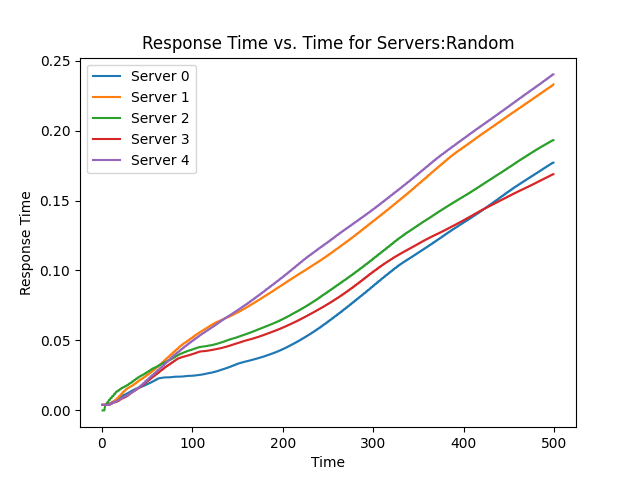 Response Time vs. Time for Servers:Random
Server 0
Server 1
Server 2
Server 3
Server 4
Response Time
0.25
0.20
0.15
0.10
0.05
0.00
0 100 200 300 400 500
Time